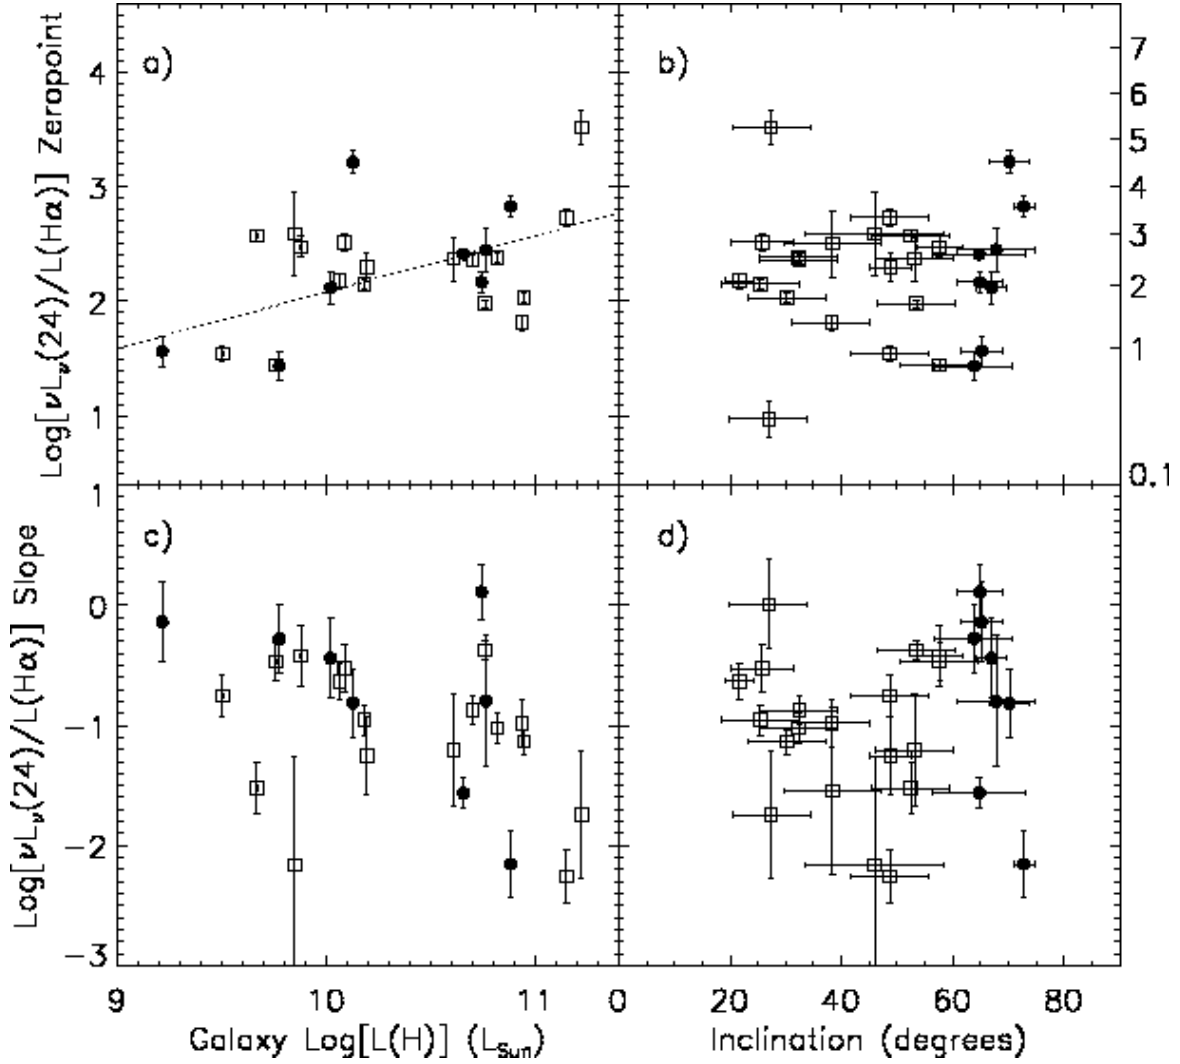 a)
b)
Log[νLν(24)/L(Hα)] Zeropoint
4
3
2
1
7
6
5
4
3
2
1
0.1
c)
d)
Log[νLν(24)/L(Hα)] Slope
1
0
−1
−2
−3
9 10 11 0 20 40 60 80
Galaxy Log[L(H)] (LSun) Inclination (degrees)